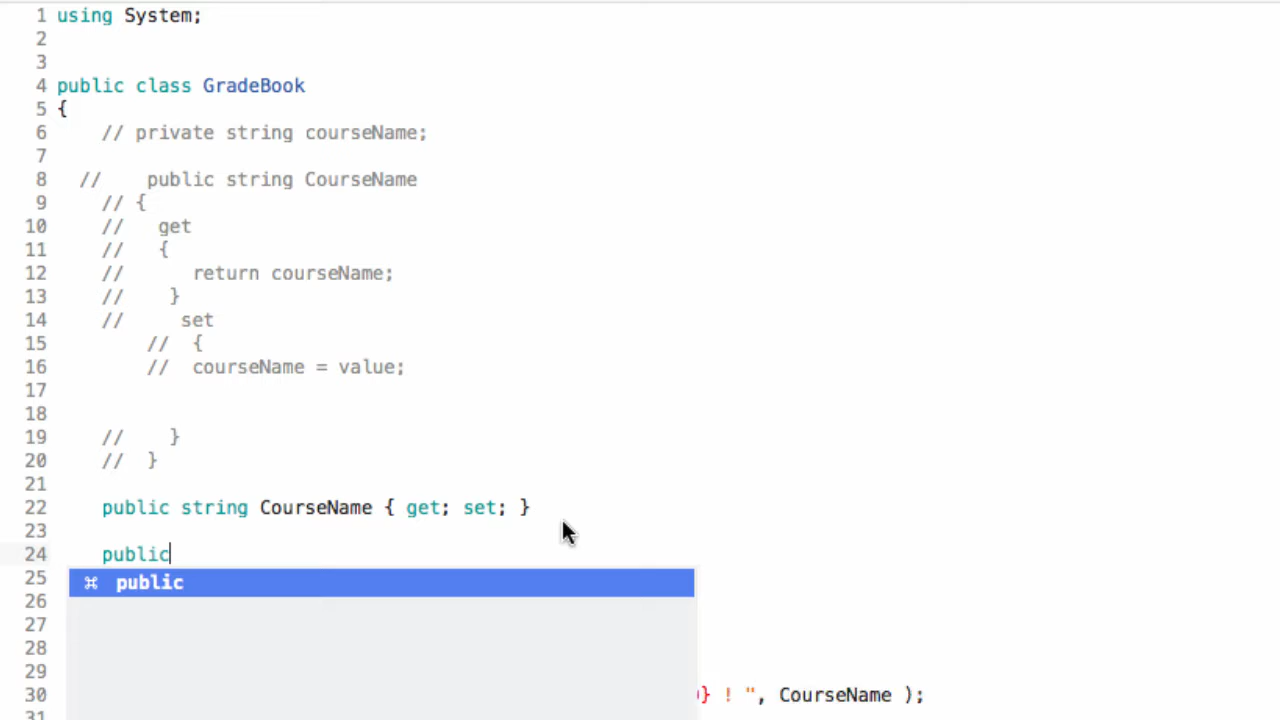 1 using System;
2
3
4 public class GradeBook
5 {
6 // private string courseName;
7
8 // public string CourseName
9 // {
10 // get
11 // {
12 // return courseName;
13 // }
14 // set
15 // {
16 // courseName = value;
17
18
19 // }
20 // }
21
22 public string CourseName { get; set; }
23
24 public
25 ⌘ public
26
27
28
29
30 } ! ", CourseName );
31